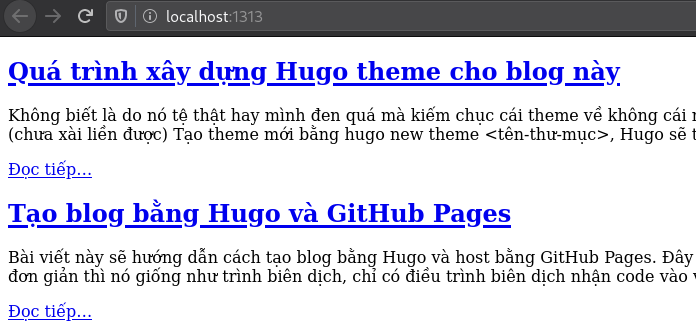 localhost:1313
Quá trình xây dựng Hugo theme cho blog này
Không biết là do nó tệ thật hay mình đen quá mà kiếm chục cái theme về không cái
(chưa xài liền được) Tạo theme mới bằng hugo new theme <tên-thư-mục>, Hugo sẽ
Đọc tiếp…
Tạo blog bằng Hugo và GitHub Pages
Bài viết này sẽ hướng dẫn cách tạo blog bằng Hugo và host bằng GitHub Pages. Đây
đơn giản thì nó giống như trình biên dịch, chỉ có điều trình biên dịch nhận code vào
Đọc tiếp…